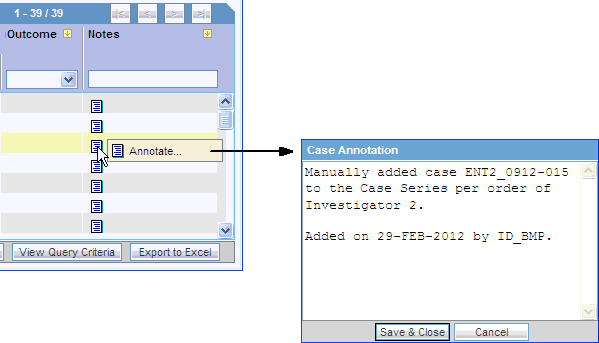 1 - 39 / 39
Outcome Notes
Annotate...
View Query Criteria Export to Excel
Case Annotation
Manually added case ENT2_0912-015
to the Case Series per order of
Investigator 2.
Added on 29-FEB-2012 by ID_BMP.
Save & Close Cancel